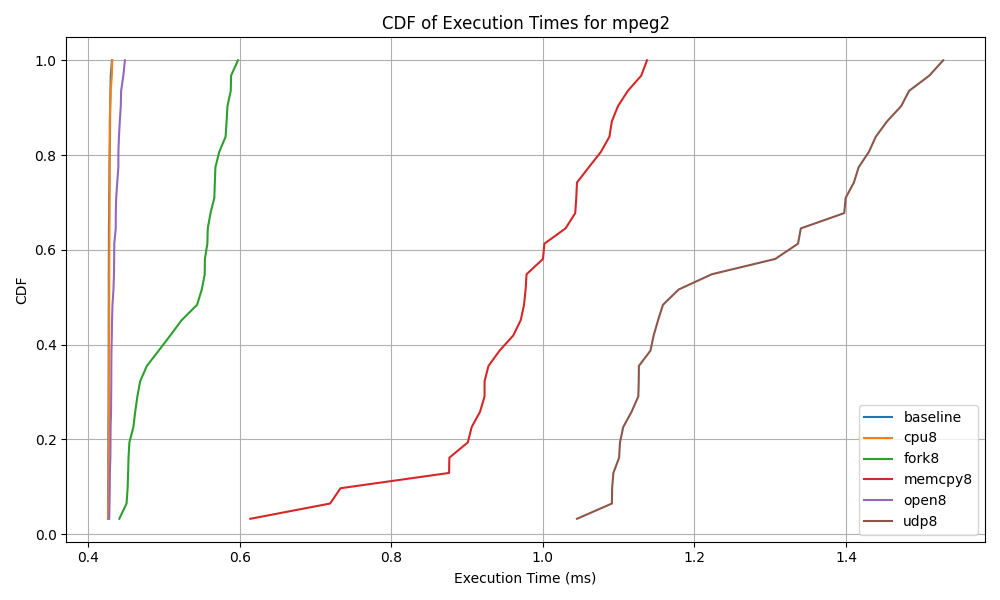 CDF of Execution Times for mpeg2
1.0
0.8
0.6
0.4
0.2
0.0
CDF
0.4
0.6
0.8
1.0
1.2
1.4
Execution Time (ms)
baseline
cpu8
fork8
memcpy8
open8
udp8